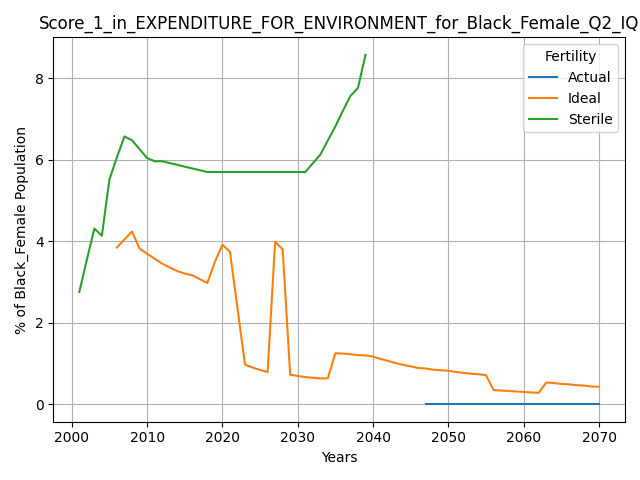 Score_1_in_EXPENDITURE_FOR_ENVIRONMENT_for_Black_Female_Q2_IQ
Fertility
Actual
Ideal
Sterile
% of Black_Female Population
8
6
4
2
0
2000 2010 2020 2030 2040 2050 2060 2070
Years